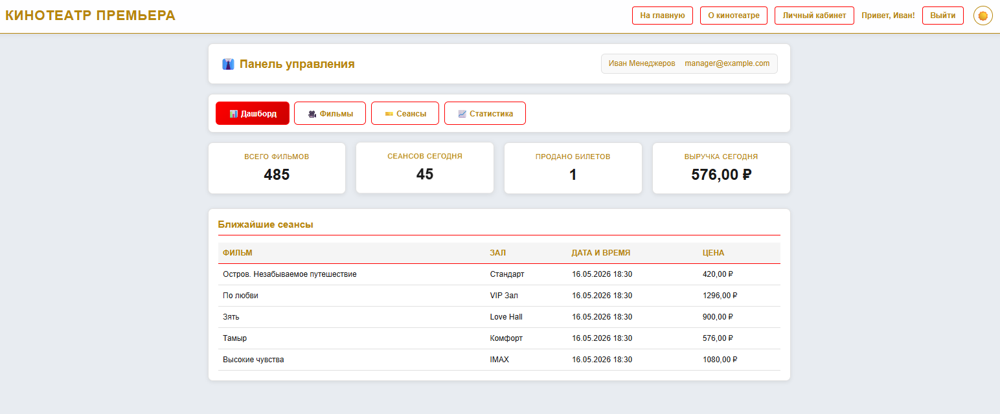 КИНОТЕАТР ПРЕМЬЕРА На главную О кинотеатре Личный кабинет Привет, Иван! Выйти
Панель управления Иван Менеджеров manager@example.com
Дашборд Фильмы Сеансы Статистика
ВСЕГО ФИЛЬМОВ СЕАНСОВ СЕГОДНЯ ПРОДАНО БИЛЕТОВ ВЫРУЧКА СЕГОДНЯ
485 45 1 576,00 ₽
Ближайшие сеансы
ФИЛЬМ ЗАЛ ДАТА И ВРЕМЯ ЦЕНА
Остров. Незабываемое путешествие Стандарт 16.05.2026 18:30 420,00 ₽
По любви VIP Зал 16.05.2026 18:30 1296,00 ₽
Зять Love Hall 16.05.2026 18:30 900,00 ₽
Тамыр Комфорт 16.05.2026 18:30 576,00 ₽
Высокие чувства IMAX 16.05.2026 18:30 1080,00 ₽